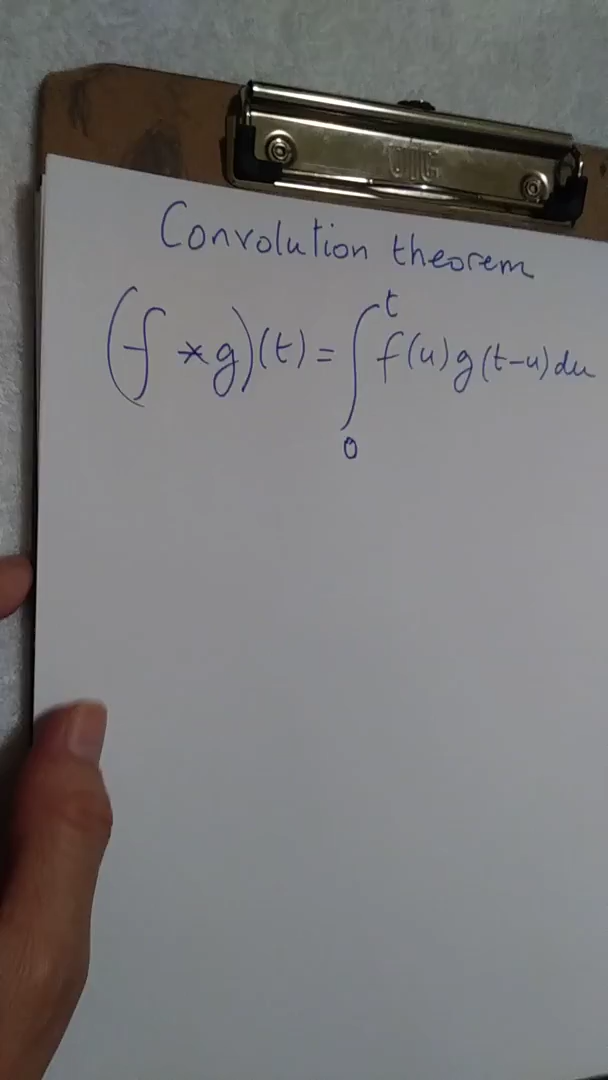 Convolution theorem
(f * g)(t) = ∫₀ᵗ f(u) g(t-u) du